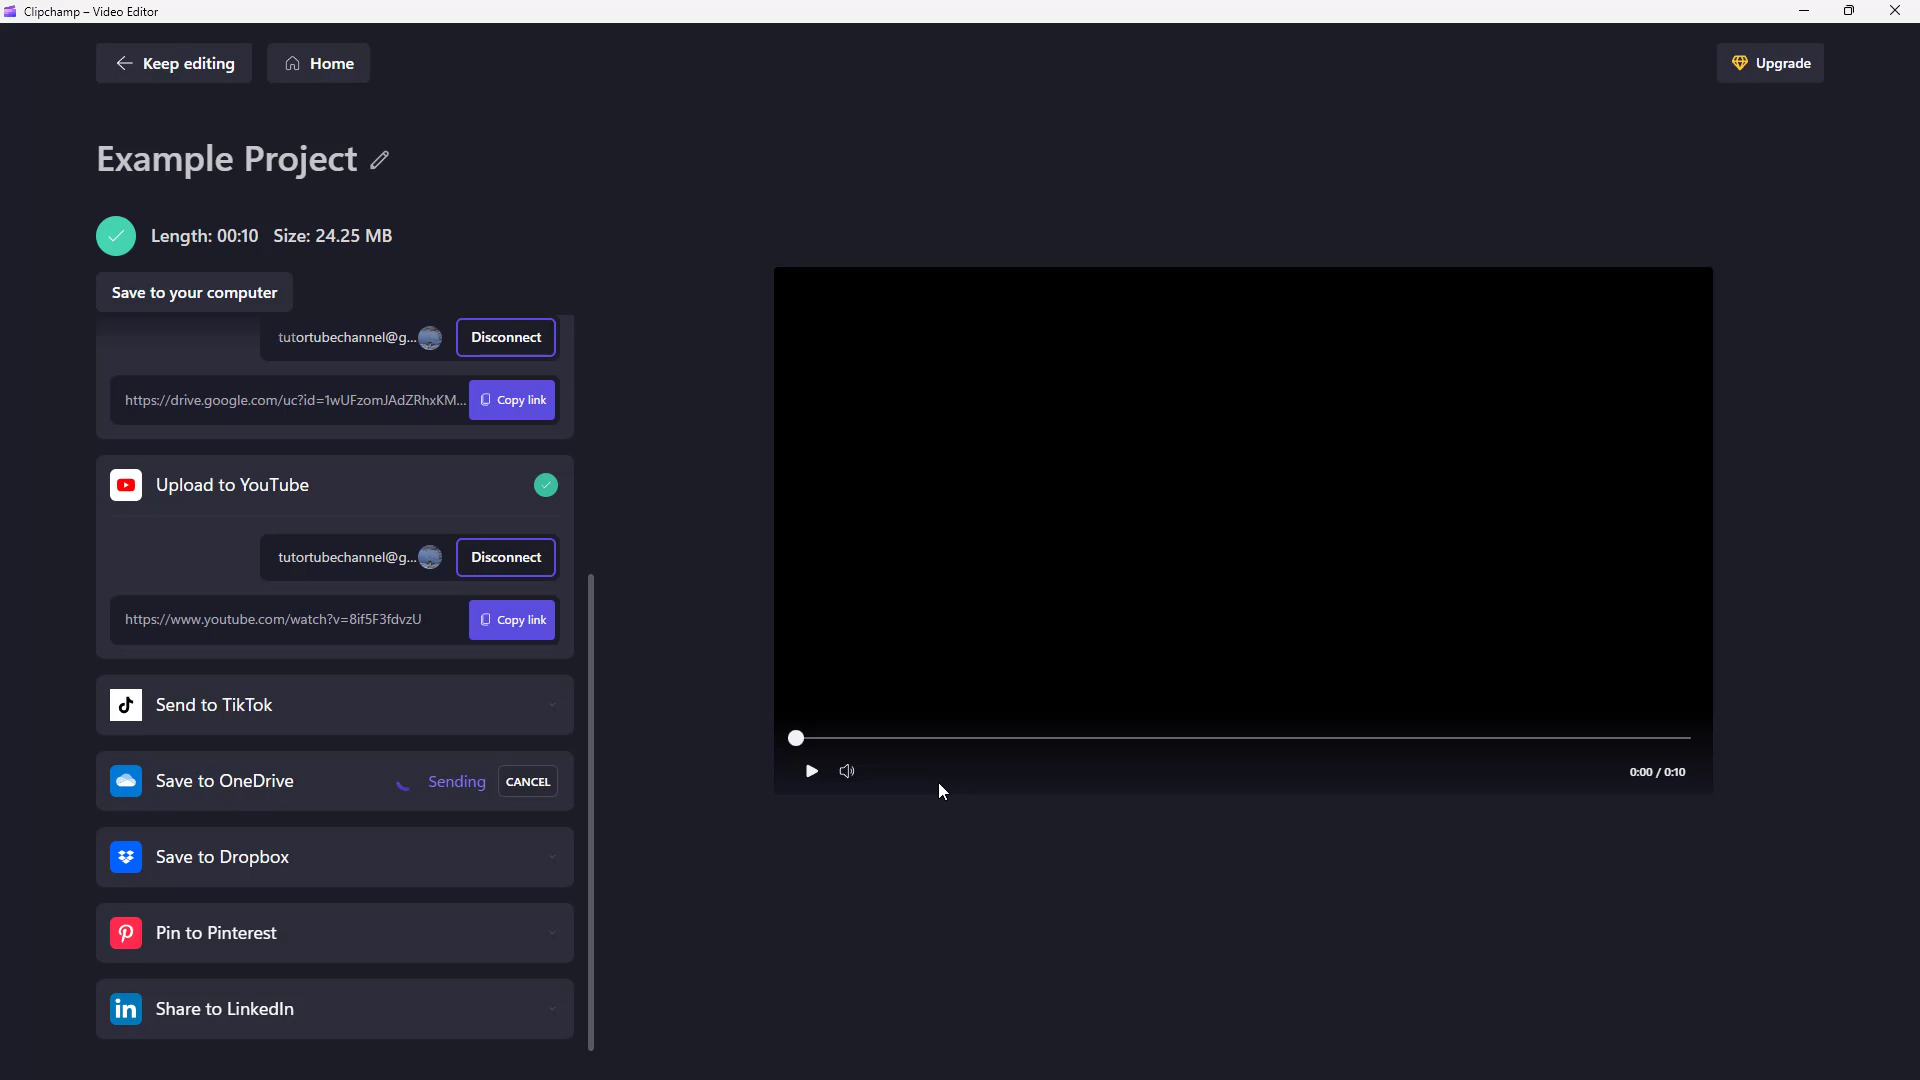 Clipchamp – Video Editor
Keep editing
Home
Upgrade
Example Project
Length: 00:10 Size: 24.25 MB
Save to your computer
tutortubechannel@g...
Disconnect
https://drive.google.com/uc?id=1wUFzomJAdZRhxKM...
Copy link
Upload to YouTube
tutortubechannel@g...
Disconnect
https://www.youtube.com/watch?v=8if5F3fdvzU
Copy link
Send to TikTok
Save to OneDrive
Sending
CANCEL
Save to Dropbox
Pin to Pinterest
in Share to LinkedIn
0:00 / 0:10